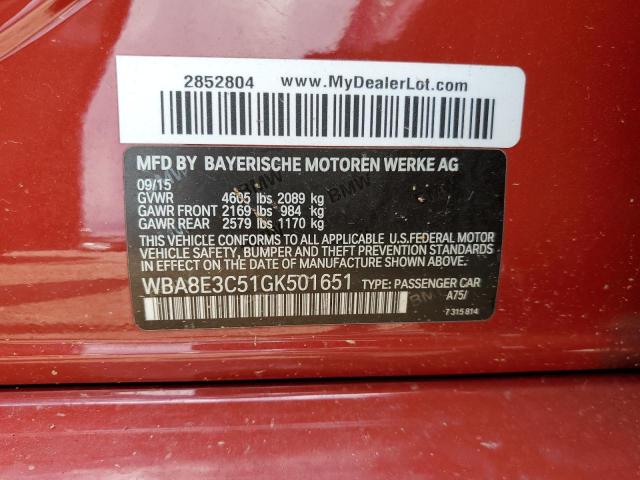 2852804 www.MyDealerLot.com
MFD BY BAYERISCHE MOTOREN WERKE AG
09/15
GVWR 4605 lbs 2089 kg
GAWR FRONT 2169 lbs 984 kg
GAWR REAR 2579 lbs 1170 kg
THIS VEHICLE CONFORMS TO ALL APPLICABLE U.S.FEDERAL MOTOR
VEHICLE SAFETY, BUMPER AND THEFT PREVENTION STANDARDS
IN EFFECT ON THE DATE OF MANUFACTURE SHOWN ABOVE:
WBA8E3C51GK501651 TYPE: PASSENGER CAR
A75/
7 315 814